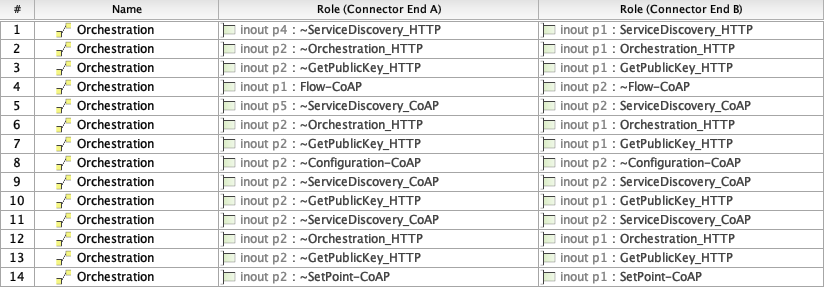 # Name Role (Connector End A) Role (Connector End B)
1 Orchestration inout p4 : ~ServiceDiscovery_HTTP inout p1 : ServiceDiscovery_HTTP
2 Orchestration inout p2 : ~Orchestration_HTTP inout p1 : Orchestration_HTTP
3 Orchestration inout p2 : ~GetPublicKey_HTTP inout p1 : GetPublicKey_HTTP
4 Orchestration inout p1 : Flow-CoAP inout p2 : ~Flow-CoAP
5 Orchestration inout p5 : ~ServiceDiscovery_CoAP inout p2 : ServiceDiscovery_CoAP
6 Orchestration inout p2 : ~Orchestration_HTTP inout p1 : Orchestration_HTTP
7 Orchestration inout p2 : ~GetPublicKey_HTTP inout p1 : GetPublicKey_HTTP
8 Orchestration inout p2 : ~Configuration-CoAP inout p2 : ~Configuration-CoAP
9 Orchestration inout p2 : ~ServiceDiscovery_CoAP inout p2 : ServiceDiscovery_CoAP
10 Orchestration inout p2 : ~GetPublicKey_HTTP inout p1 : GetPublicKey_HTTP
11 Orchestration inout p2 : ~ServiceDiscovery_CoAP inout p2 : ServiceDiscovery_CoAP
12 Orchestration inout p2 : ~Orchestration_HTTP inout p1 : Orchestration_HTTP
13 Orchestration inout p2 : ~GetPublicKey_HTTP inout p1 : ~GetPublicKey_HTTP
14 Orchestration inout p2 : ~SetPoint-CoAP inout p1 : SetPoint-CoAP